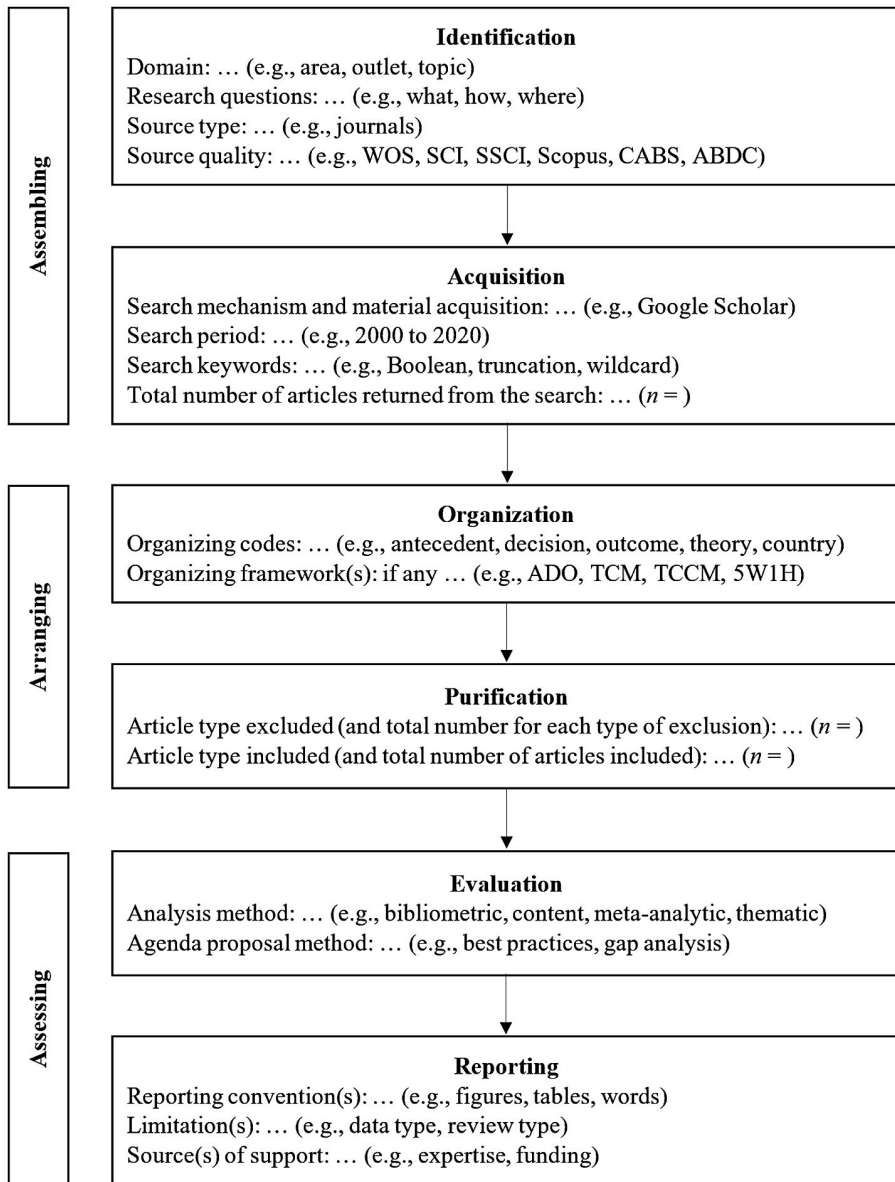 Assembling
Identification
Domain: … (e.g., area, outlet, topic)
Research questions: … (e.g., what, how, where)
Source type: … (e.g., journals)
Source quality: … (e.g., WOS, SCI, SSCI, Scopus, CABS, ABDC)
Acquisition
Search mechanism and material acquisition: … (e.g., Google Scholar)
Search period: … (e.g., 2000 to 2020)
Search keywords: … (e.g., Boolean, truncation, wildcard)
Total number of articles returned from the search: … (n = )
Arranging
Organization
Organizing codes: … (e.g., antecedent, decision, outcome, theory, country)
Organizing framework(s): if any … (e.g., ADO, TCM, TCCM, 5W1H)
Purification
Article type excluded (and total number for each type of exclusion): … (n = )
Article type included (and total number of articles included): … (n = )
Assessing
Evaluation
Analysis method: … (e.g., bibliometric, content, meta-analytic, thematic)
Agenda proposal method: … (e.g., best practices, gap analysis)
Reporting
Reporting convention(s): … (e.g., figures, tables, words)
Limitation(s): … (e.g., data type, review type)
Source(s) of support: … (e.g., expertise, funding)